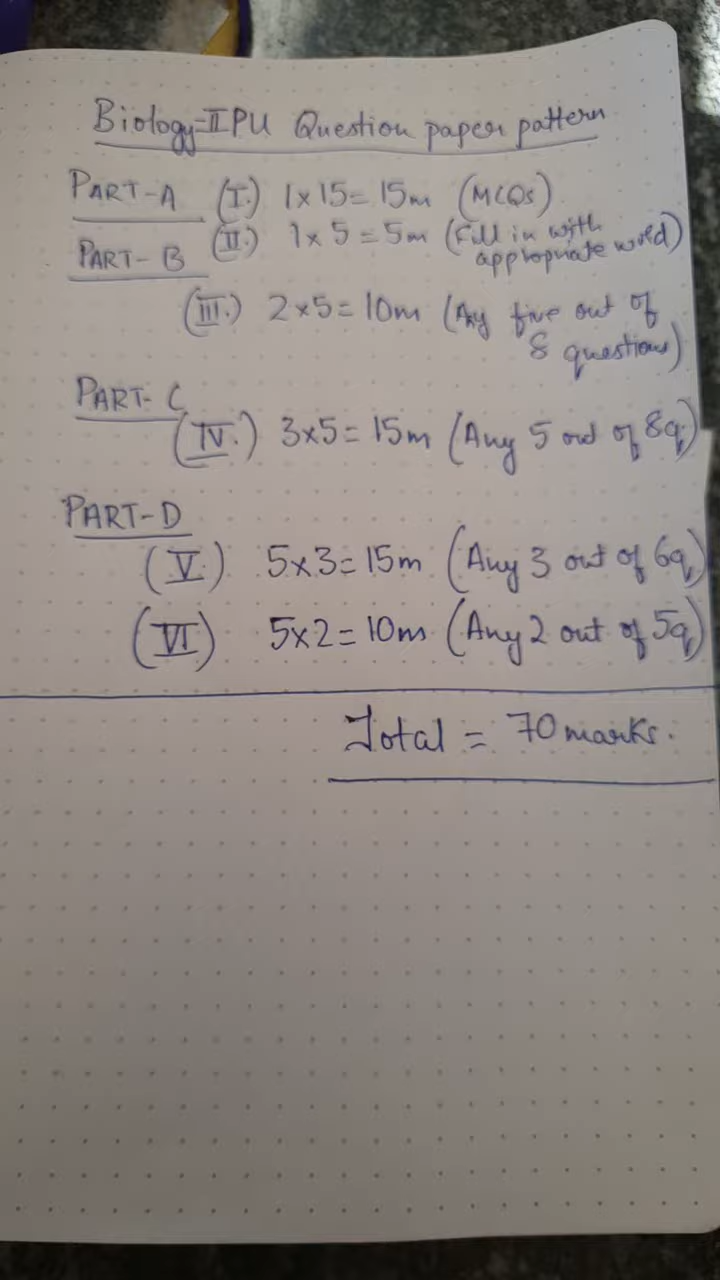 Biology-II PU Question paper pattern
PART-A (I.) 1x15=15m (MCQs)
(II.) 1x5=5m (Fill in with
appropriate word)
PART-B
(III.) 2x5=10m (Any five out of
8 questions)
PART-C
(IV.) 3x5=15m (Any 5 out of 8q)
PART-D
(V.) 5x3=15m (Any 3 out of 6q)
(VI) 5x2=10m (Any 2 out of 5q)
Total = 70 marks.